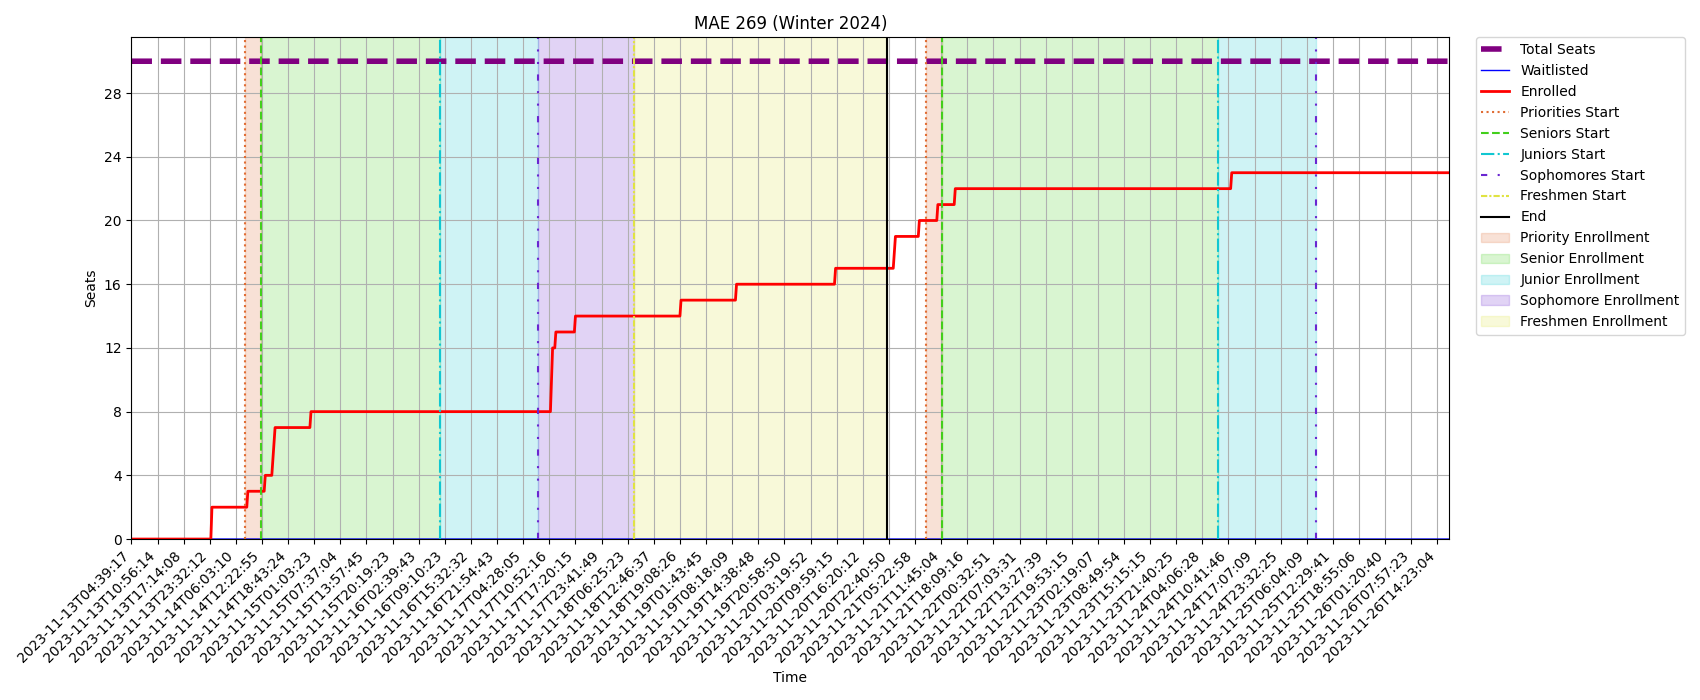 MAE 269 (Winter 2024)
Seats
28
24
20
16
12
8
4
0
2023-11-13T04:39:17
2023-11-13T10:56:14
2023-11-13T17:14:08
2023-11-13T23:32:12
2023-11-14T06:03:10
2023-11-14T12:22:55
2023-11-14T18:43:24
2023-11-15T01:03:23
2023-11-15T07:37:04
2023-11-15T13:57:45
2023-11-15T20:19:23
2023-11-16T02:39:43
2023-11-16T09:10:23
2023-11-16T15:32:32
2023-11-16T21:54:43
2023-11-17T04:28:05
2023-11-17T10:52:16
2023-11-17T17:20:15
2023-11-17T23:41:49
2023-11-18T06:25:23
2023-11-18T12:46:37
2023-11-18T19:08:26
2023-11-19T01:43:45
2023-11-19T08:18:09
2023-11-19T14:38:48
2023-11-19T20:58:50
2023-11-20T03:19:52
2023-11-20T09:59:15
2023-11-20T16:20:12
2023-11-20T22:40:50
2023-11-21T05:22:58
2023-11-21T11:45:04
2023-11-21T18:09:16
2023-11-22T00:32:51
2023-11-22T07:03:31
2023-11-22T13:27:39
2023-11-22T19:53:15
2023-11-23T02:19:07
2023-11-23T08:49:54
2023-11-23T15:15:15
2023-11-23T21:40:25
2023-11-24T04:06:28
2023-11-24T10:41:46
2023-11-24T17:07:09
2023-11-24T23:32:25
2023-11-25T06:04:09
2023-11-25T12:29:41
2023-11-25T18:55:06
2023-11-26T01:20:40
2023-11-26T07:57:23
2023-11-26T14:23:04
Time
Total Seats
Waitlisted
Enrolled
Priorities Start
Seniors Start
Juniors Start
Sophomores Start
Freshmen Start
End
Priority Enrollment
Senior Enrollment
Junior Enrollment
Sophomore Enrollment
Freshmen Enrollment